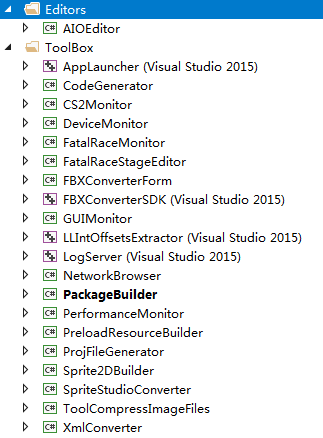 Editors
AIOEditor
ToolBox
AppLauncher (Visual Studio 2015)
CodeGenerator
CS2Monitor
DeviceMonitor
FatalRaceMonitor
FatalRaceStageEditor
FBXConverterForm
FBXConverterSDK (Visual Studio 2015)
GUIMonitor
LLIntOffsetsExtractor (Visual Studio 2015)
LogServer (Visual Studio 2015)
NetworkBrowser
PackageBuilder
PerformanceMonitor
PreloadResourceBuilder
ProjFileGenerator
Sprite2DBuilder
SpriteStudioConverter
ToolCompressImageFiles
XmlConverter